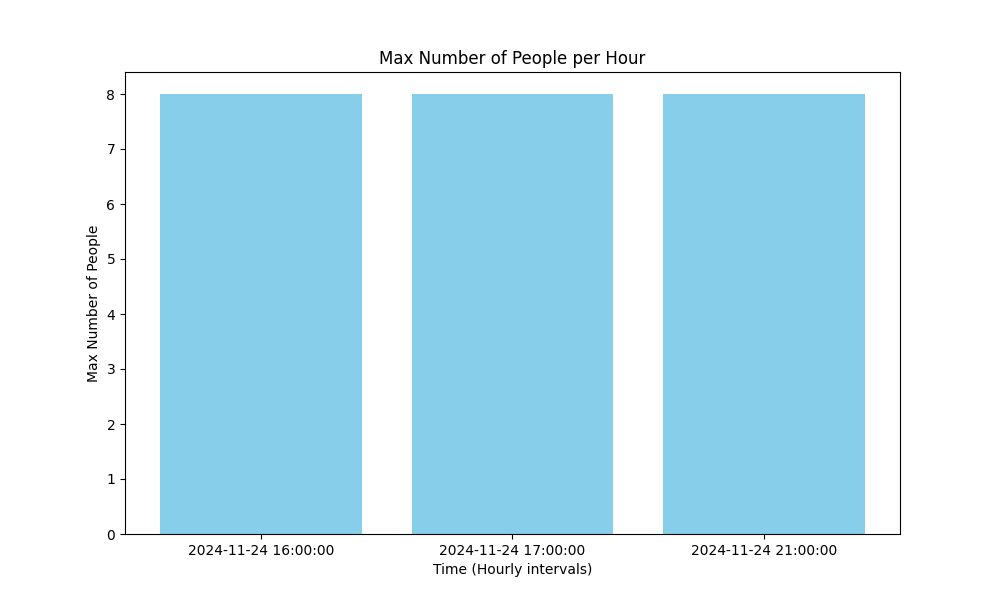 Max Number of People per Hour
8
7
6
5
4
3
2
1
0
Max Number of People
2024-11-24 16:00:00 2024-11-24 17:00:00 2024-11-24 21:00:00
Time (Hourly intervals)